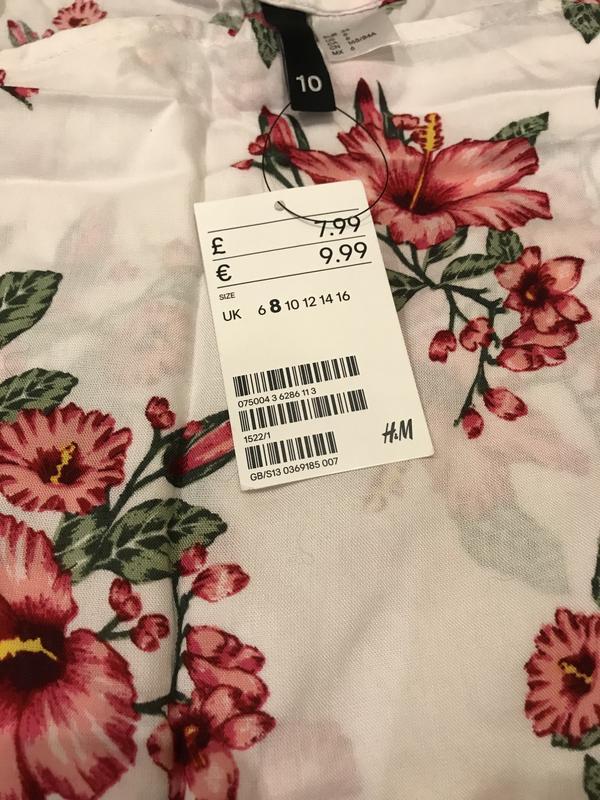 10
£ 7.99
€ 9.99
SIZE
UK 6 8 10 12 14 16
075004 3 6286 11 3
1522/1
GB/S13 0369185 007
H&M